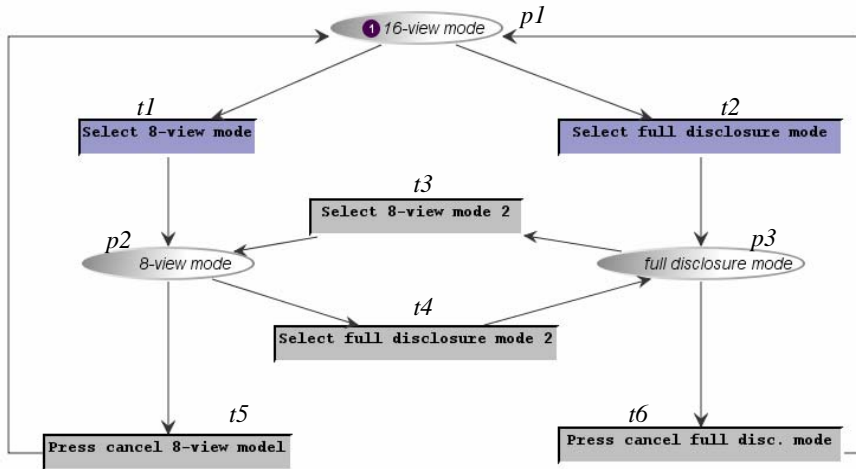 p1
1 16-view mode
t1
t2
Select 8-view mode
Select full disclosure mode
t3
Select 8-view mode 2
p2
p3
8-view mode
full disclosure mode
t4
Select full disclosure mode 2
t5
t6
Press cancel 8-view model
Press cancel full disc. mode